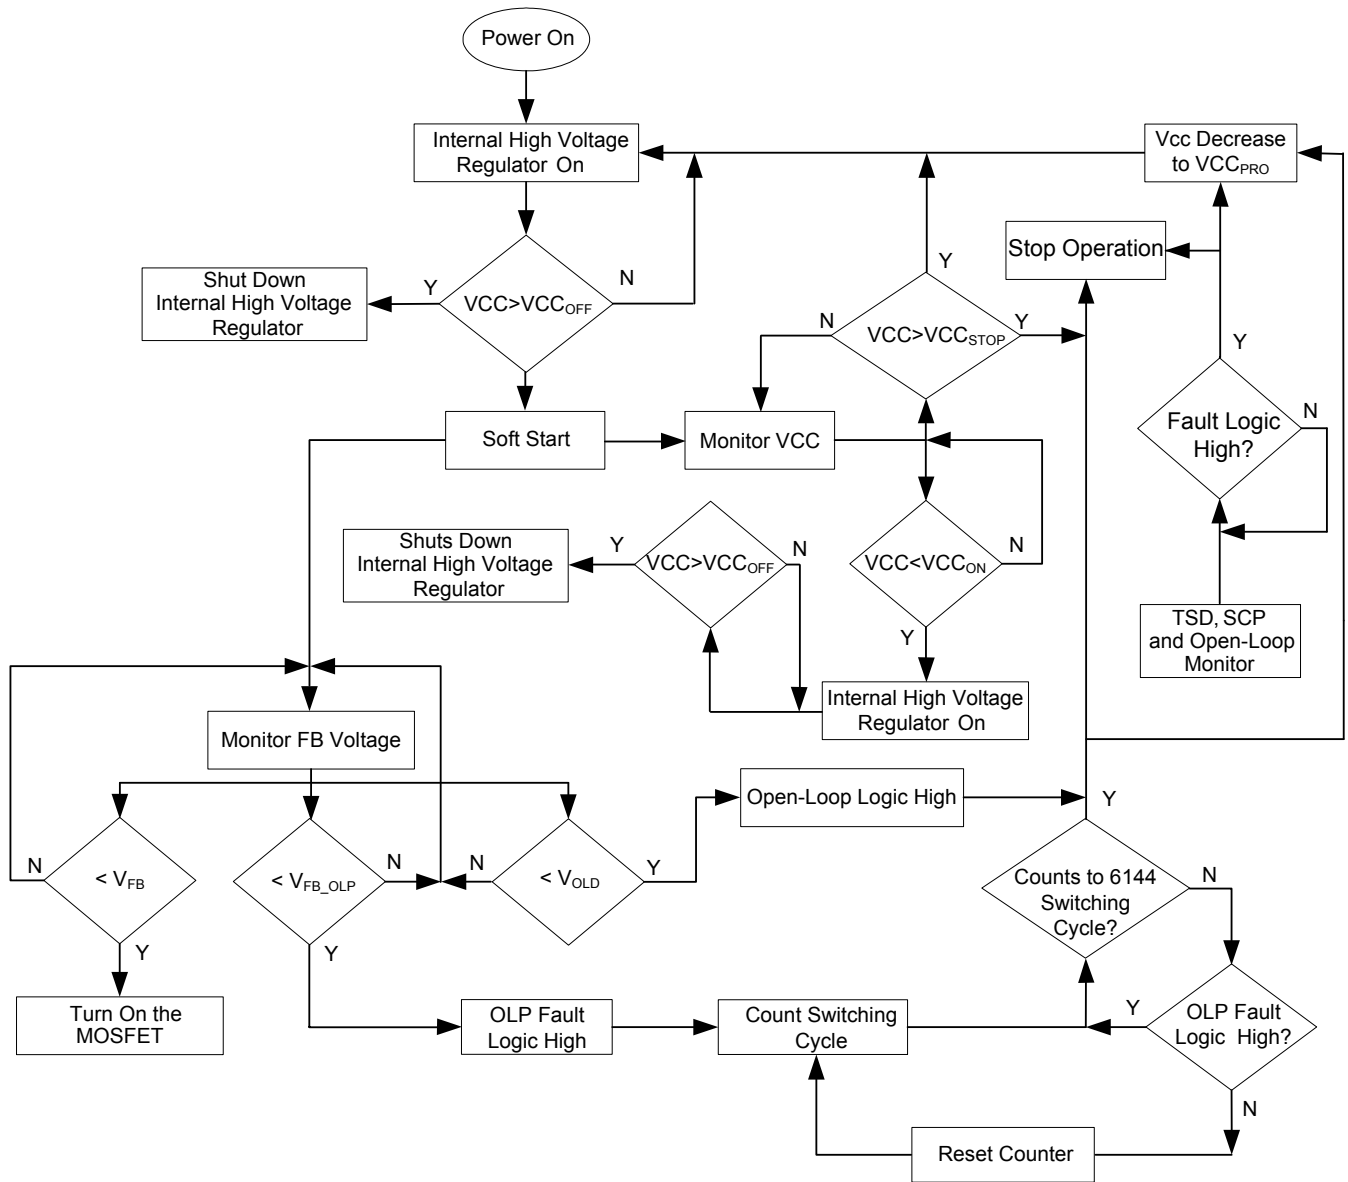 Power On
Internal High Voltage
Regulator On
Vcc Decrease
to VCCPRO
Stop Operation
Shut Down
Internal High Voltage
Regulator
Y
VCC>VCCOFF
N
Y
N
VCC>VCCSTOP
Y
Y
Fault Logic
High?
N
Soft Start
Monitor VCC
Shuts Down
Internal High Voltage
Regulator
Y
VCC>VCCOFF
N
VCC<VCCON
N
Y
TSD, SCP
and Open-Loop
Monitor
Internal High Voltage
Regulator On
Monitor FB Voltage
Open-Loop Logic High
Y
N
< VFB
Y
< VFB_OLP
N
Y
N
< VOLD
Y
Counts to 6144
Switching
Cycle?
N
Turn On the
MOSFET
OLP Fault
Logic High
Count Switching
Cycle
Y
OLP Fault
Logic High?
N
Reset Counter